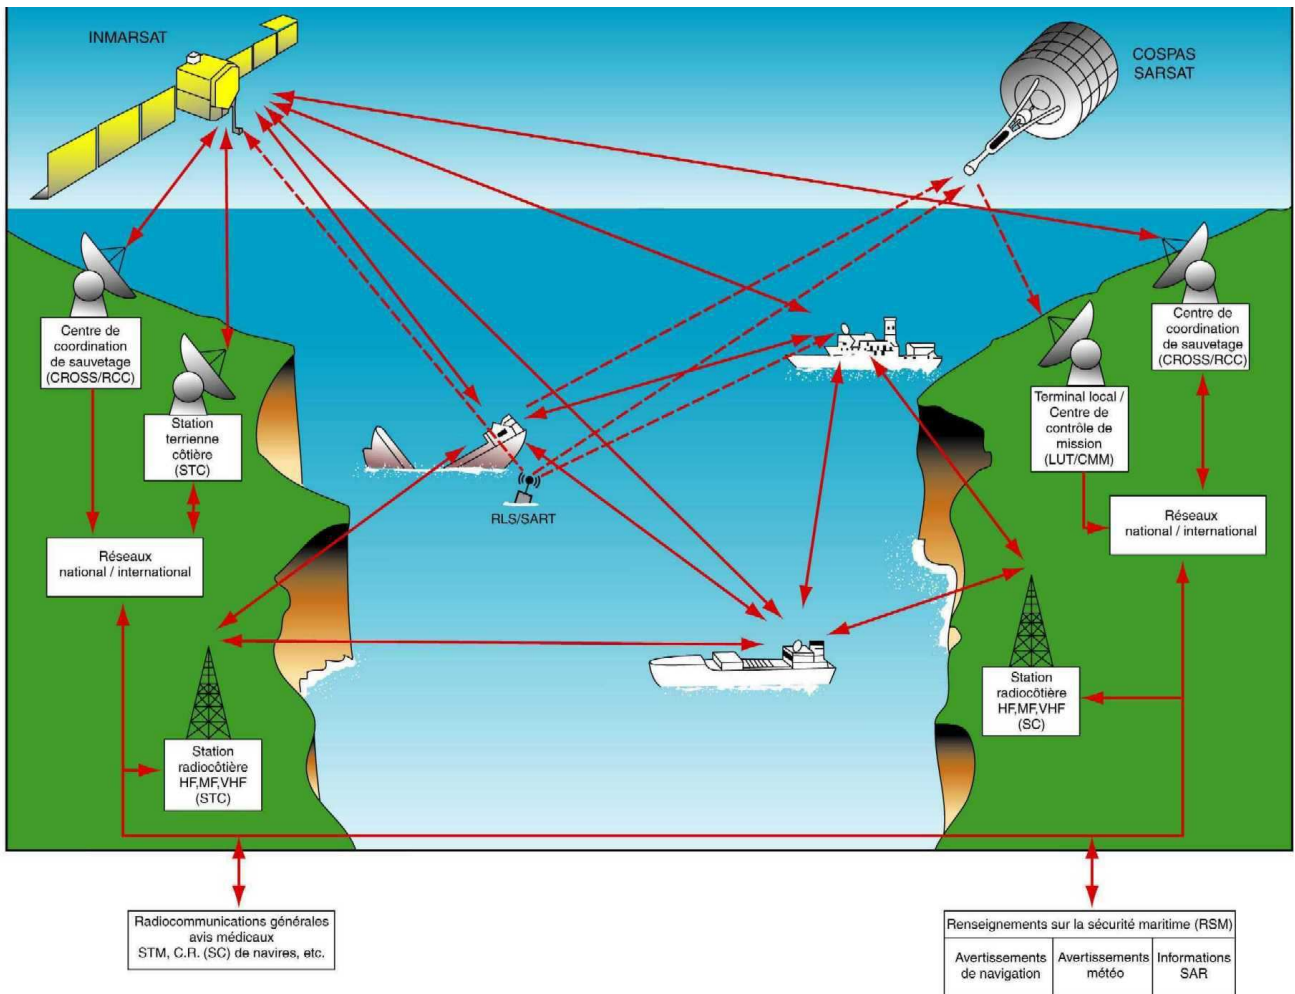 INMARSAT
COSPAS
SARSAT
Centre de
coordination
de sauvetage
(CROSS/RCC)
Station
terrienne
côtière
(STC)
Réseaux
national / international
Station
radiocôtière
HF,MF,VHF
(STC)
RLS/SART
Centre de
coordination
de sauvetage
(CROSS/RCC)
Terminal local /
Centre de
contrôle de
mission
(LUT/CMM)
Réseaux
national / international
Station
radiocôtière
HF,MF,VHF
(SC)
Radiocommunications générales
avis médicaux
STM, C.R. (SC) de navires, etc.
Renseignements sur la sécurité maritime (RSM)
Avertissements
de navigation
Avertissements
météo
Informations
SAR